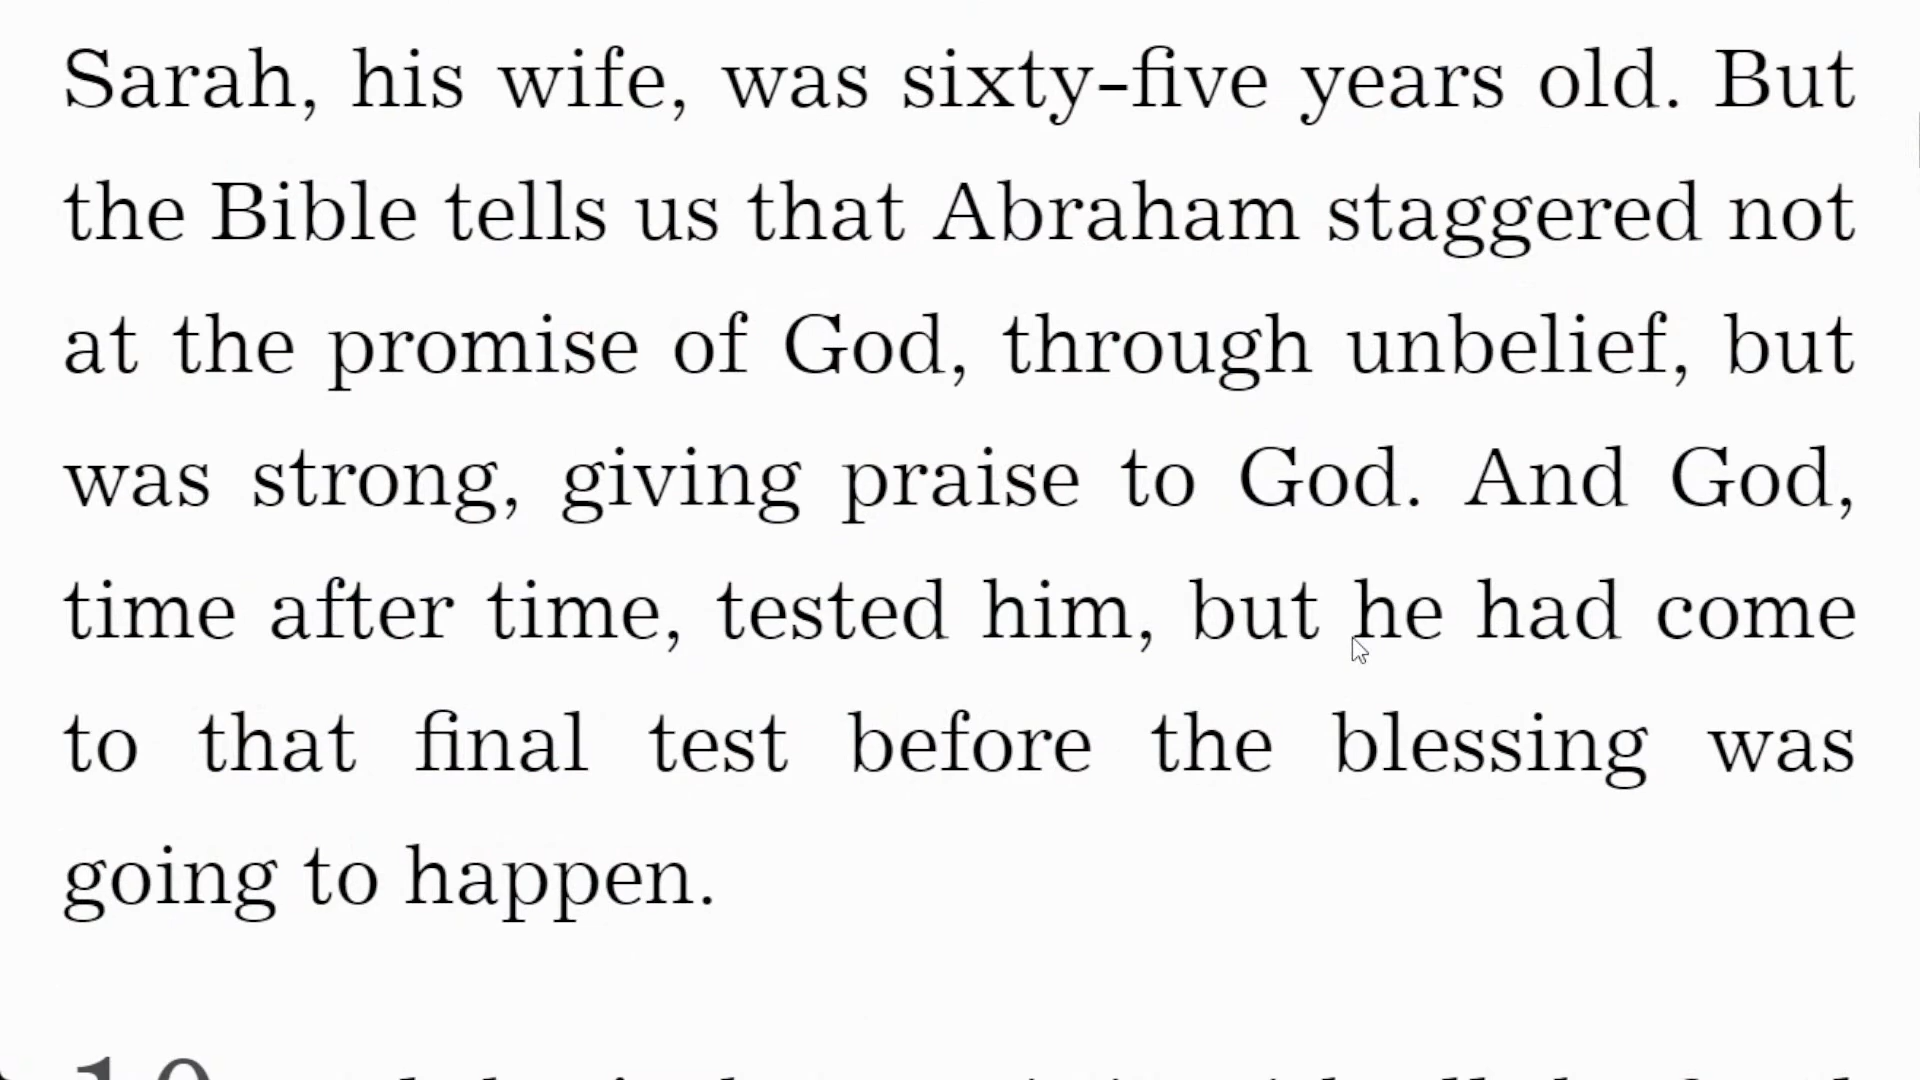 Sarah, his wife, was sixty-five years old. But
the Bible tells us that Abraham staggered not
at the promise of God, through unbelief, but
was strong, giving praise to God. And God,
time after time, tested him, but he had come
to that final test before the blessing was
going to happen.